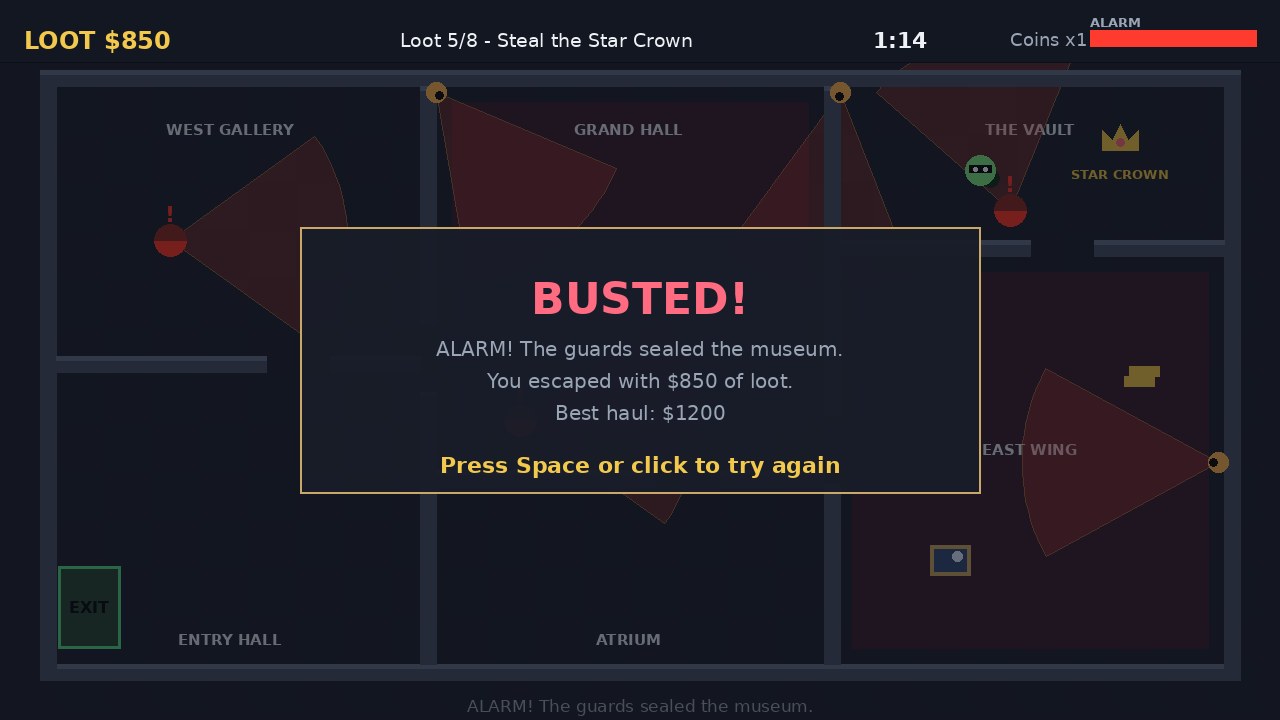 LOOT $850
Loot 5/8 - Steal the Star Crown
1:14
Coins x1
ALARM
WEST GALLERY
GRAND HALL
THE VAULT
!
!
STAR CROWN
BUSTED!
ALARM! The guards sealed the museum.
You escaped with $850 of loot.
Best haul: $1200
Press Space or click to try again
EAST WING
EXIT
ENTRY HALL
ATRIUM
ALARM! The guards sealed the museum.